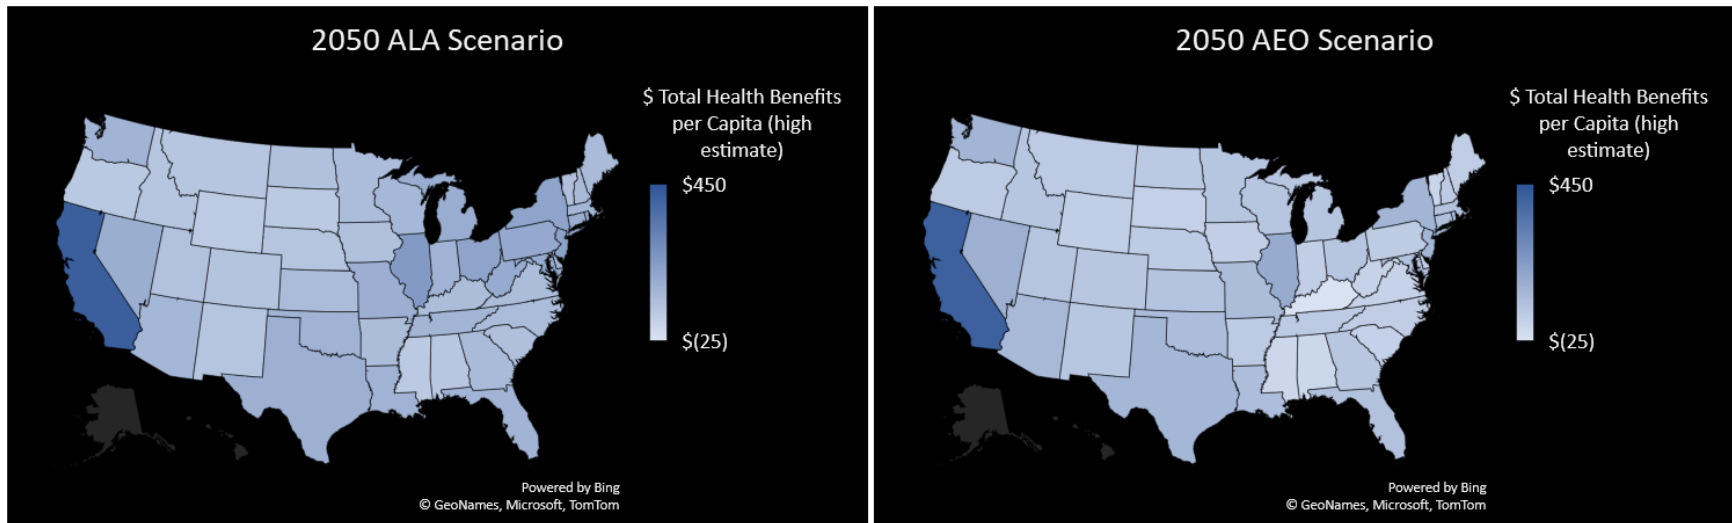 2050 ALA Scenario
$ Total Health Benefits
per Capita (high
estimate)
$450
$(25)
Powered by Bing
© GeoNames, Microsoft, TomTom
2050 AEO Scenario
$ Total Health Benefits
per Capita (high
estimate)
$450
$(25)
Powered by Bing
© GeoNames, Microsoft, TomTom